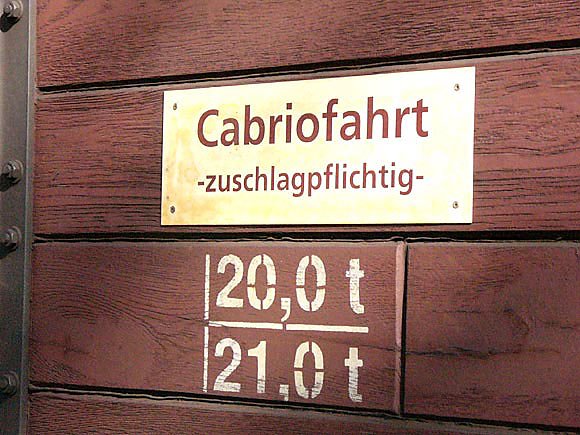 Cabriofahrt
-zuschlagpflichtig-
20,0 t
21,0 t